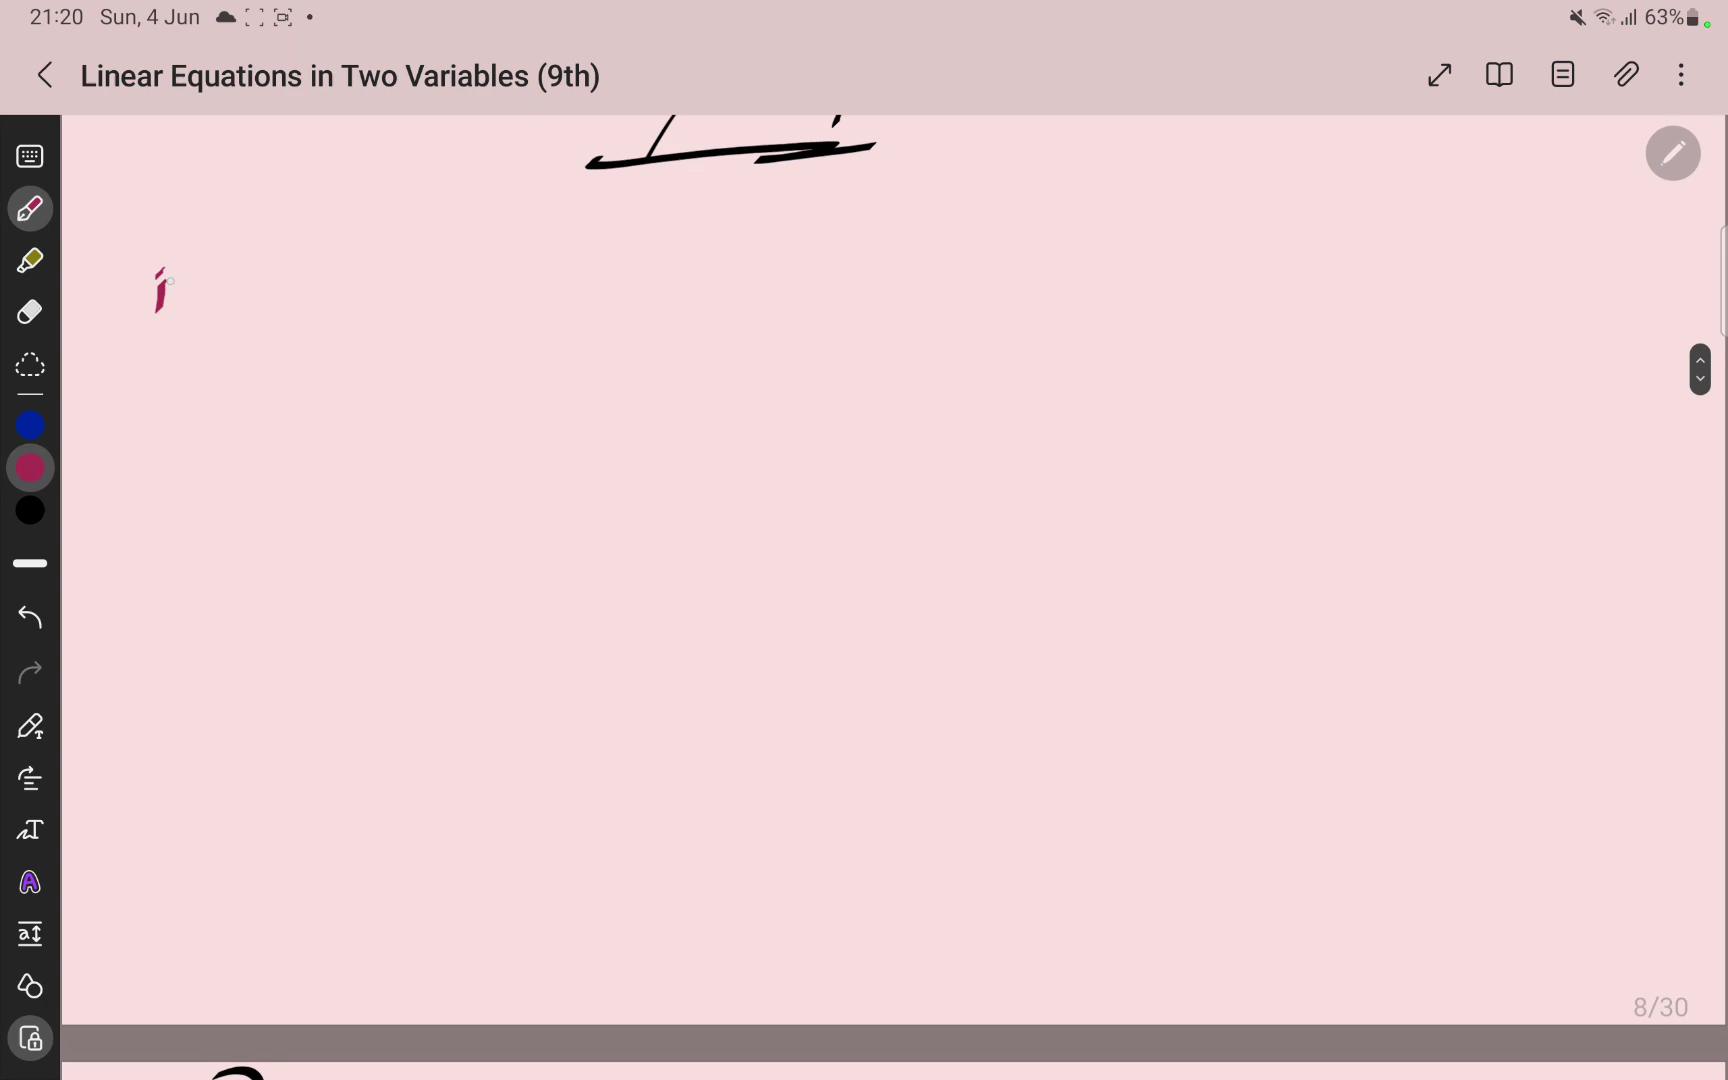 21:20 Sun, 4 Jun 63%
Linear Equations in Two Variables (9th)
i
8/30